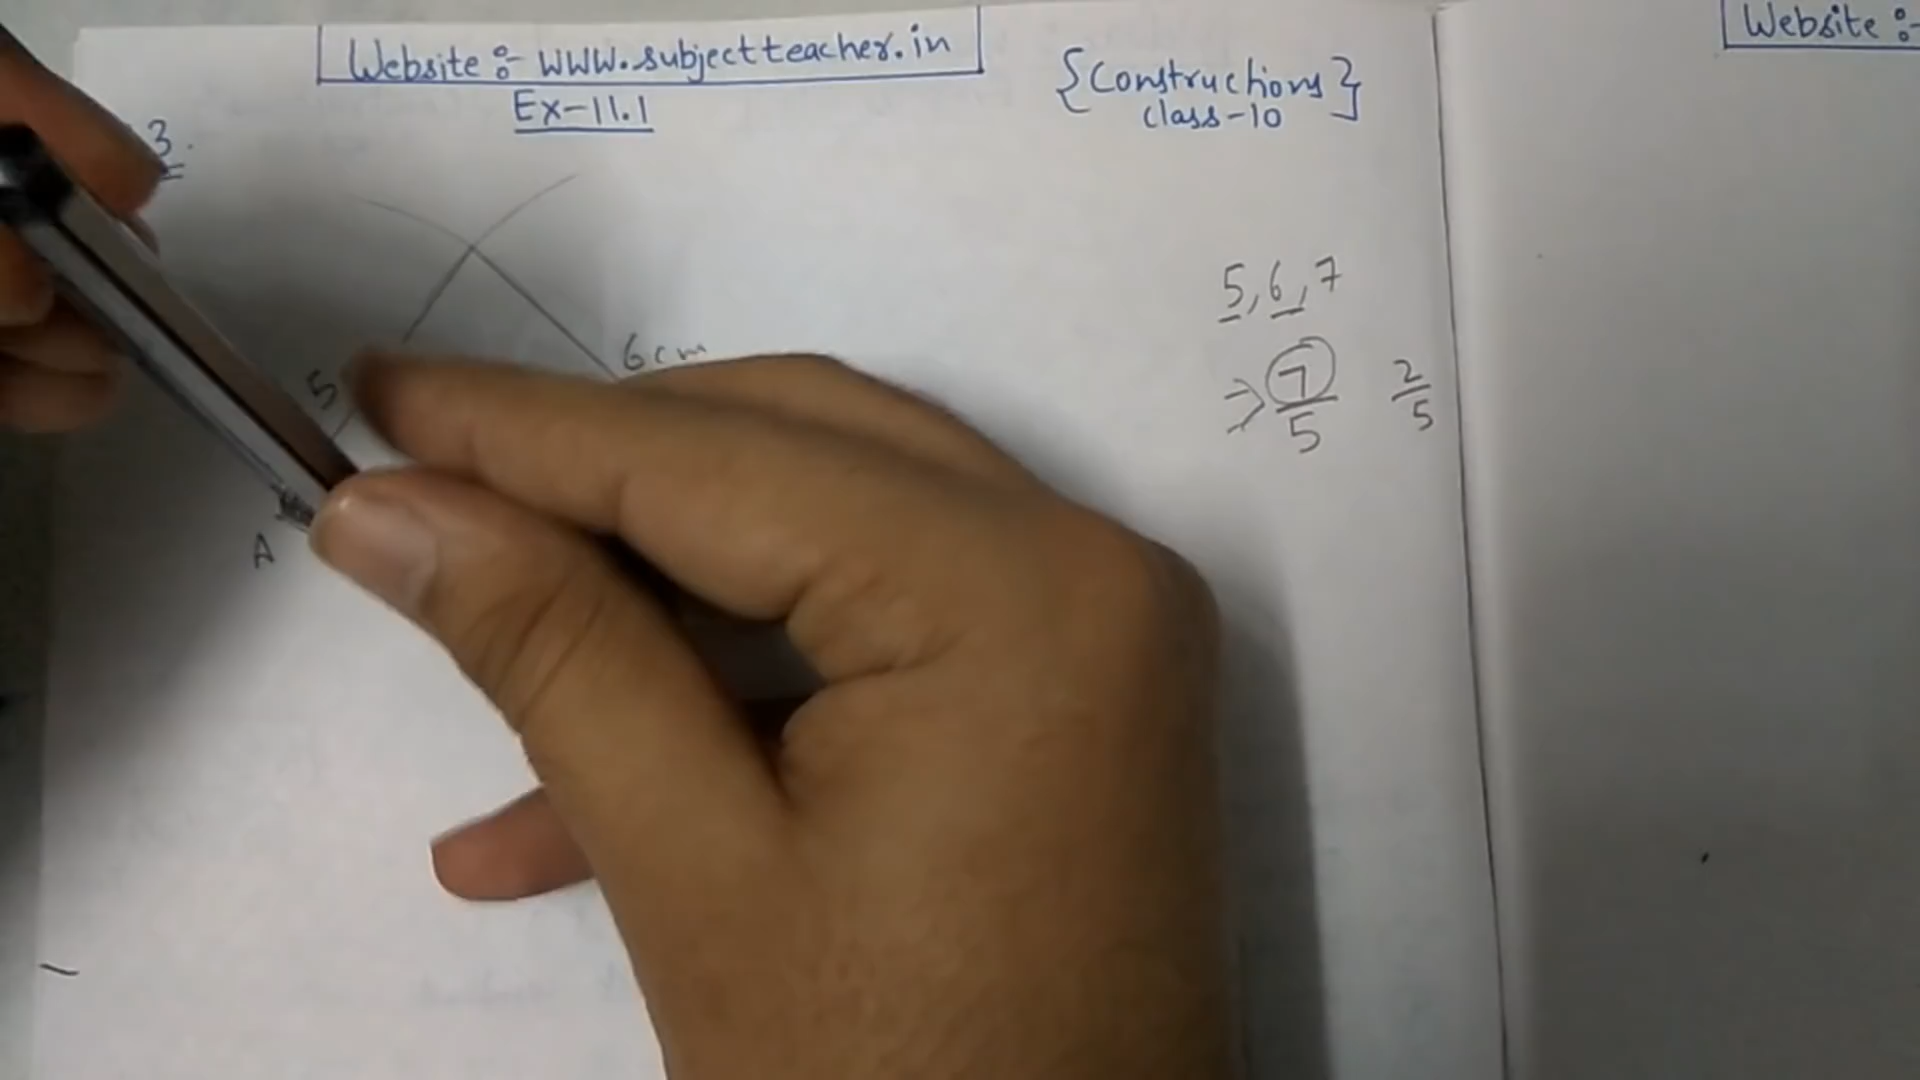 Website :- www.subjectteacher.in
Website :-
{Constructions}
Class-10
Ex-11.1
3.
5,6,7
6cm
⇒ 7/5 2/5
5
A